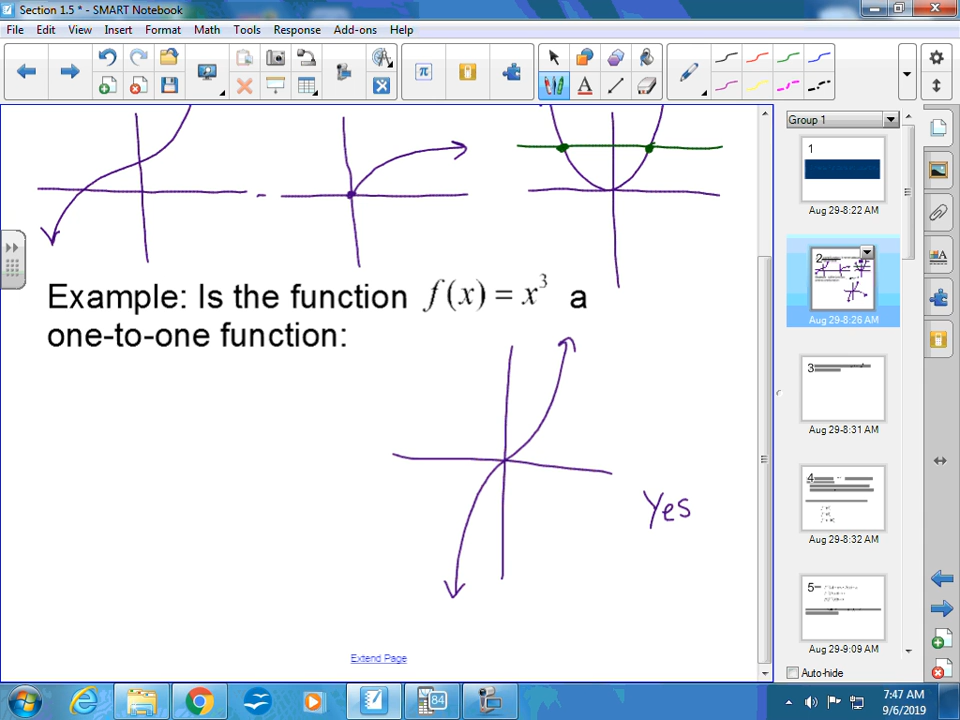 Section 1.5 * - SMART Notebook
File Edit View Insert Format Math Tools Response Add-ons Help
π
A
Group 1
1
Aug 29-8:22 AM
2
Aug 29-8:26 AM
3
Aug 29-8:31 AM
4
Aug 29-8:32 AM
5
Aug 29-9:09 AM
Example: Is the function f(x) = x³ a
one-to-one function:
Yes
Extend Page
Auto-hide
84
7:47 AM
9/6/2019